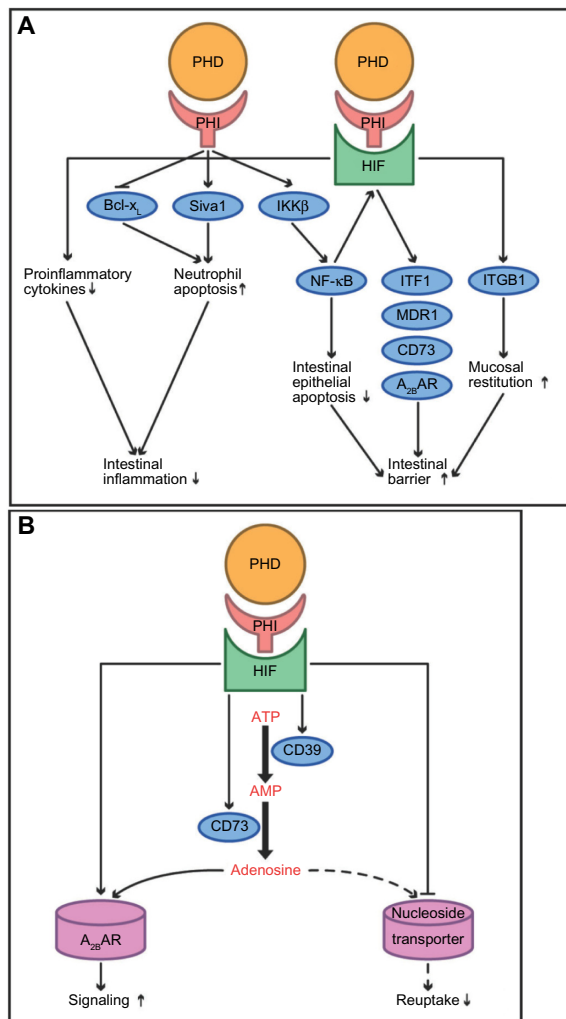 A
PHD
PHD
PHI
PHI
HIF
Bcl-xL
Siva1
IKKβ
Proinflammatory
cytokines ↓
Neutrophil
apoptosis ↑
NF-κB
ITF1
ITGB1
MDR1
CD73
A2BAR
Intestinal
epithelial
apoptosis ↓
Mucosal
restitution ↑
Intestinal
inflammation ↓
Intestinal
barrier ↑
B
PHD
PHI
HIF
ATP
CD39
AMP
CD73
Adenosine
A2BAR
Nucleoside
transporter
Signaling ↑
Reuptake ↓